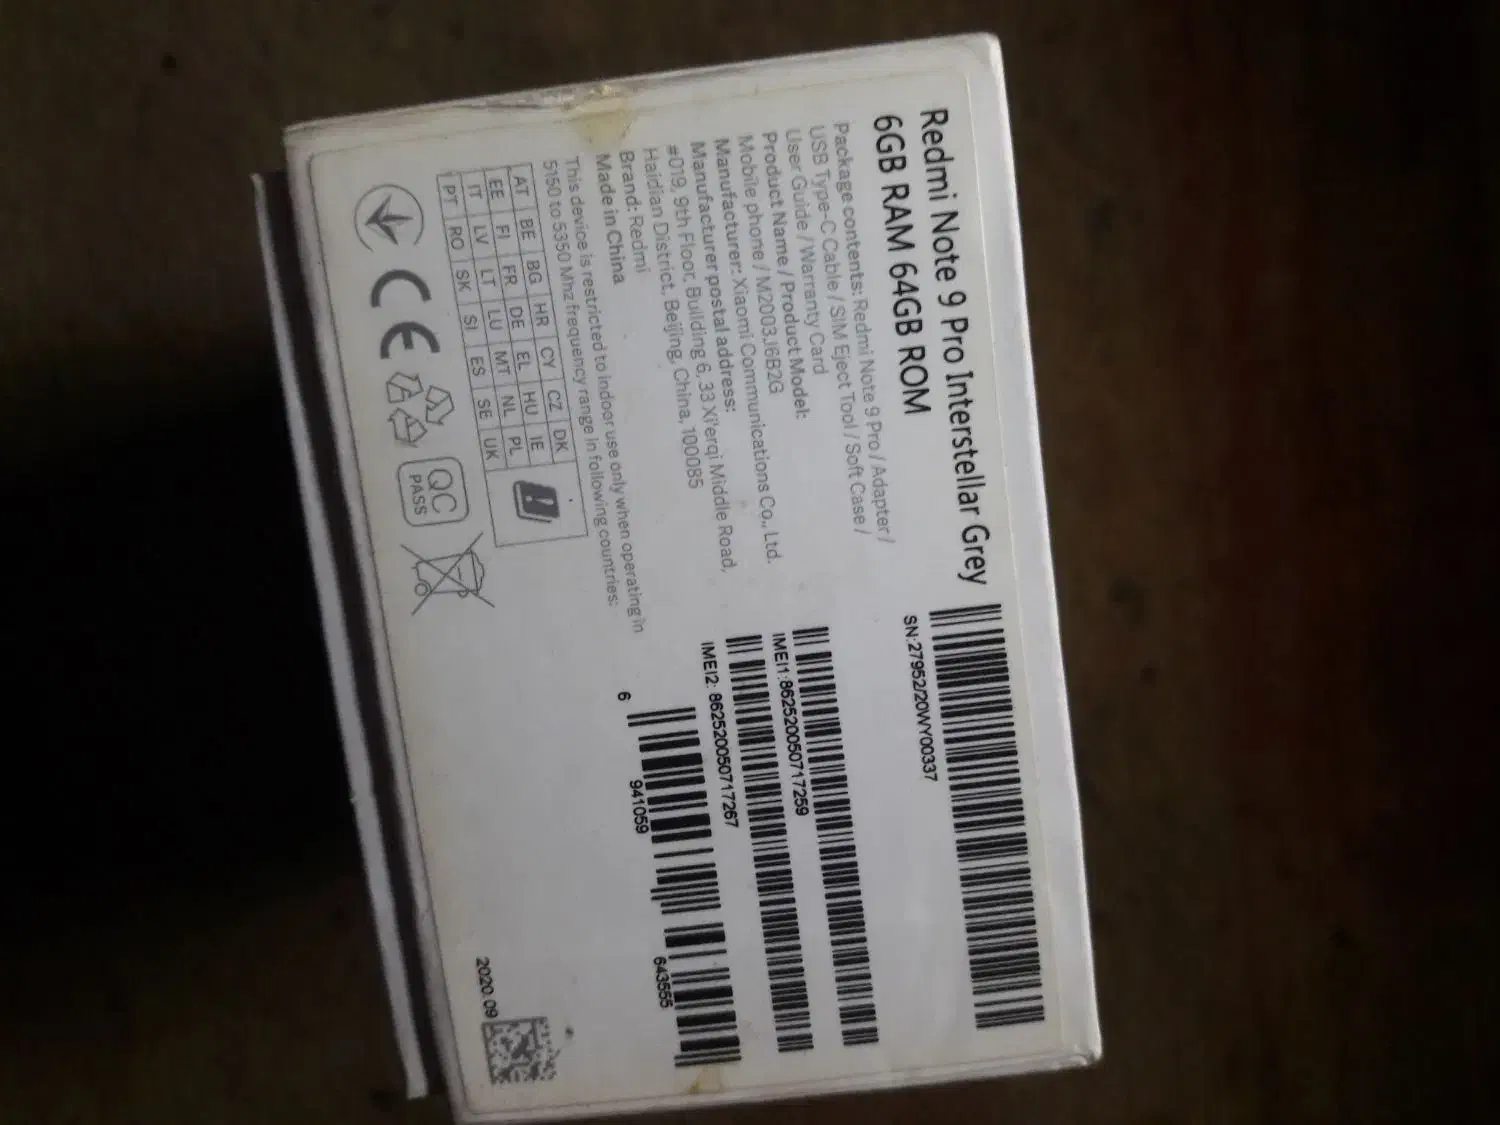 Redmi Note 9 Pro Interstellar Grey
6GB RAM 64GB ROM
Package contents: Redmi Note 9 Pro / Adapter /
USB Type-C Cable / SIM Eject Tool / Soft Case /
User Guide / Warranty Card
Product Name / Product Model:
Mobile phone / M2003J6B2G
Manufacturer: Xiaomi Communications Co., Ltd.
Manufacturer postal address:
#019, 9th Floor, Building 6, 33 Xi'erqi Middle Road,
Haidian District, Beijing, China, 100085
Brand: Redmi
Made in China
This device is restricted to indoor use only when operating in
5150 to 5350 Mhz frequency range in following countries:
AT BE BG HR CY CZ DK
EE FI FR DE EL HU IE
IT LV LT LU MT NL PL
PT RO SK SI ES SE UK
CE
QC
PASS
SN:27952/20WY00337
IMEI1:862520050717259
IMEI2: 862520050717267
6 941059 643555
2020.09